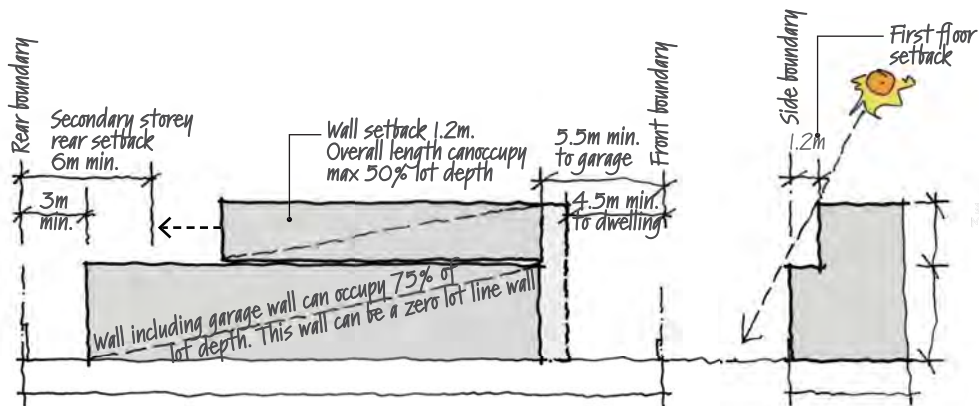 Rear boundary
Secondary storey
rear setback
6m min.
3m
min.
Wall setback 1.2m.
Overall length canoccupy
max 50% lot depth
5.5m min.
to garage
4.5m min.
to dwelling
Front boundary
Wall including garage wall can occupy 75% of
lot depth. This wall can be a zero lot line wall
Side boundary
1.2m
First floor
setback